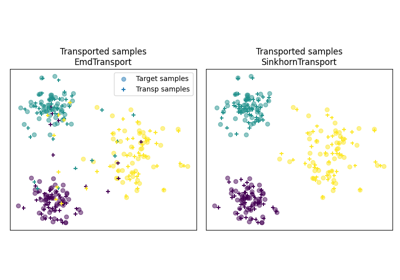 Transported samples
EmdTransport
Target samples
Transp samples
Transported samples
SinkhornTransport